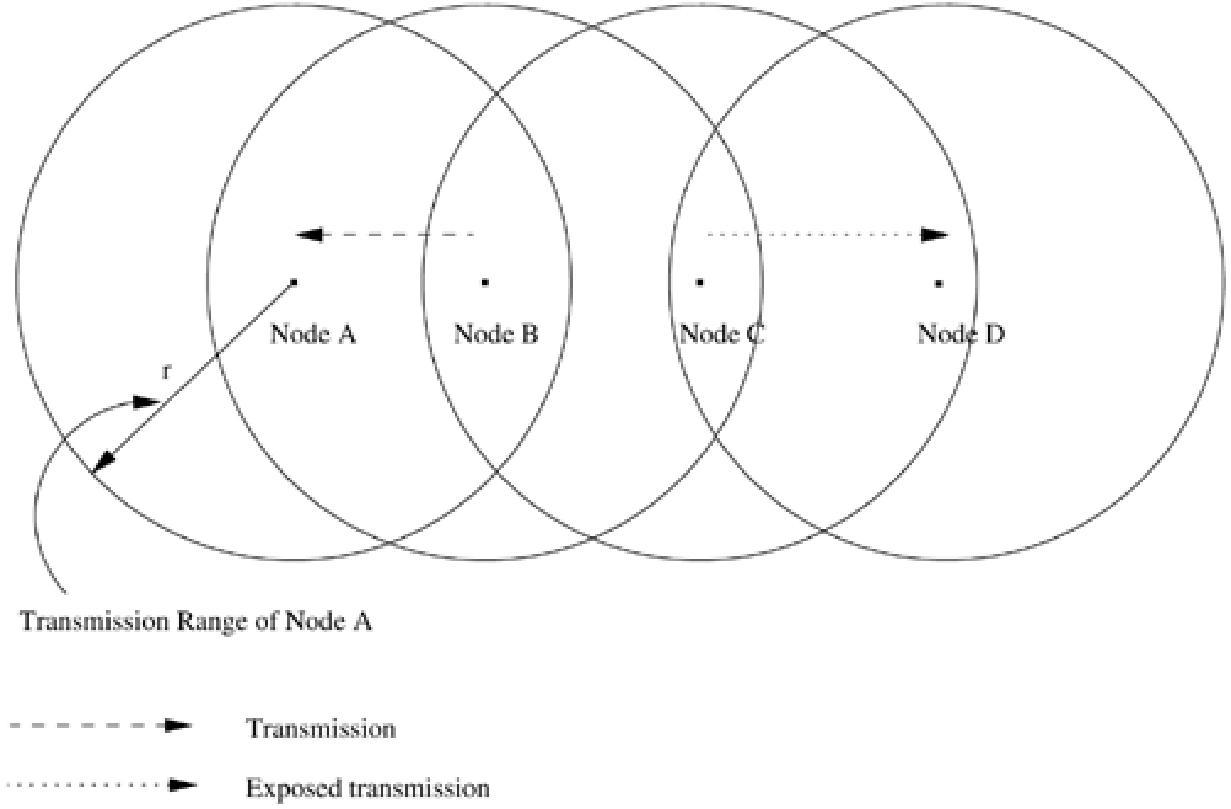 Node A
Node B
Node C
Node D
r
Transmission Range of Node A
Transmission
Exposed transmission